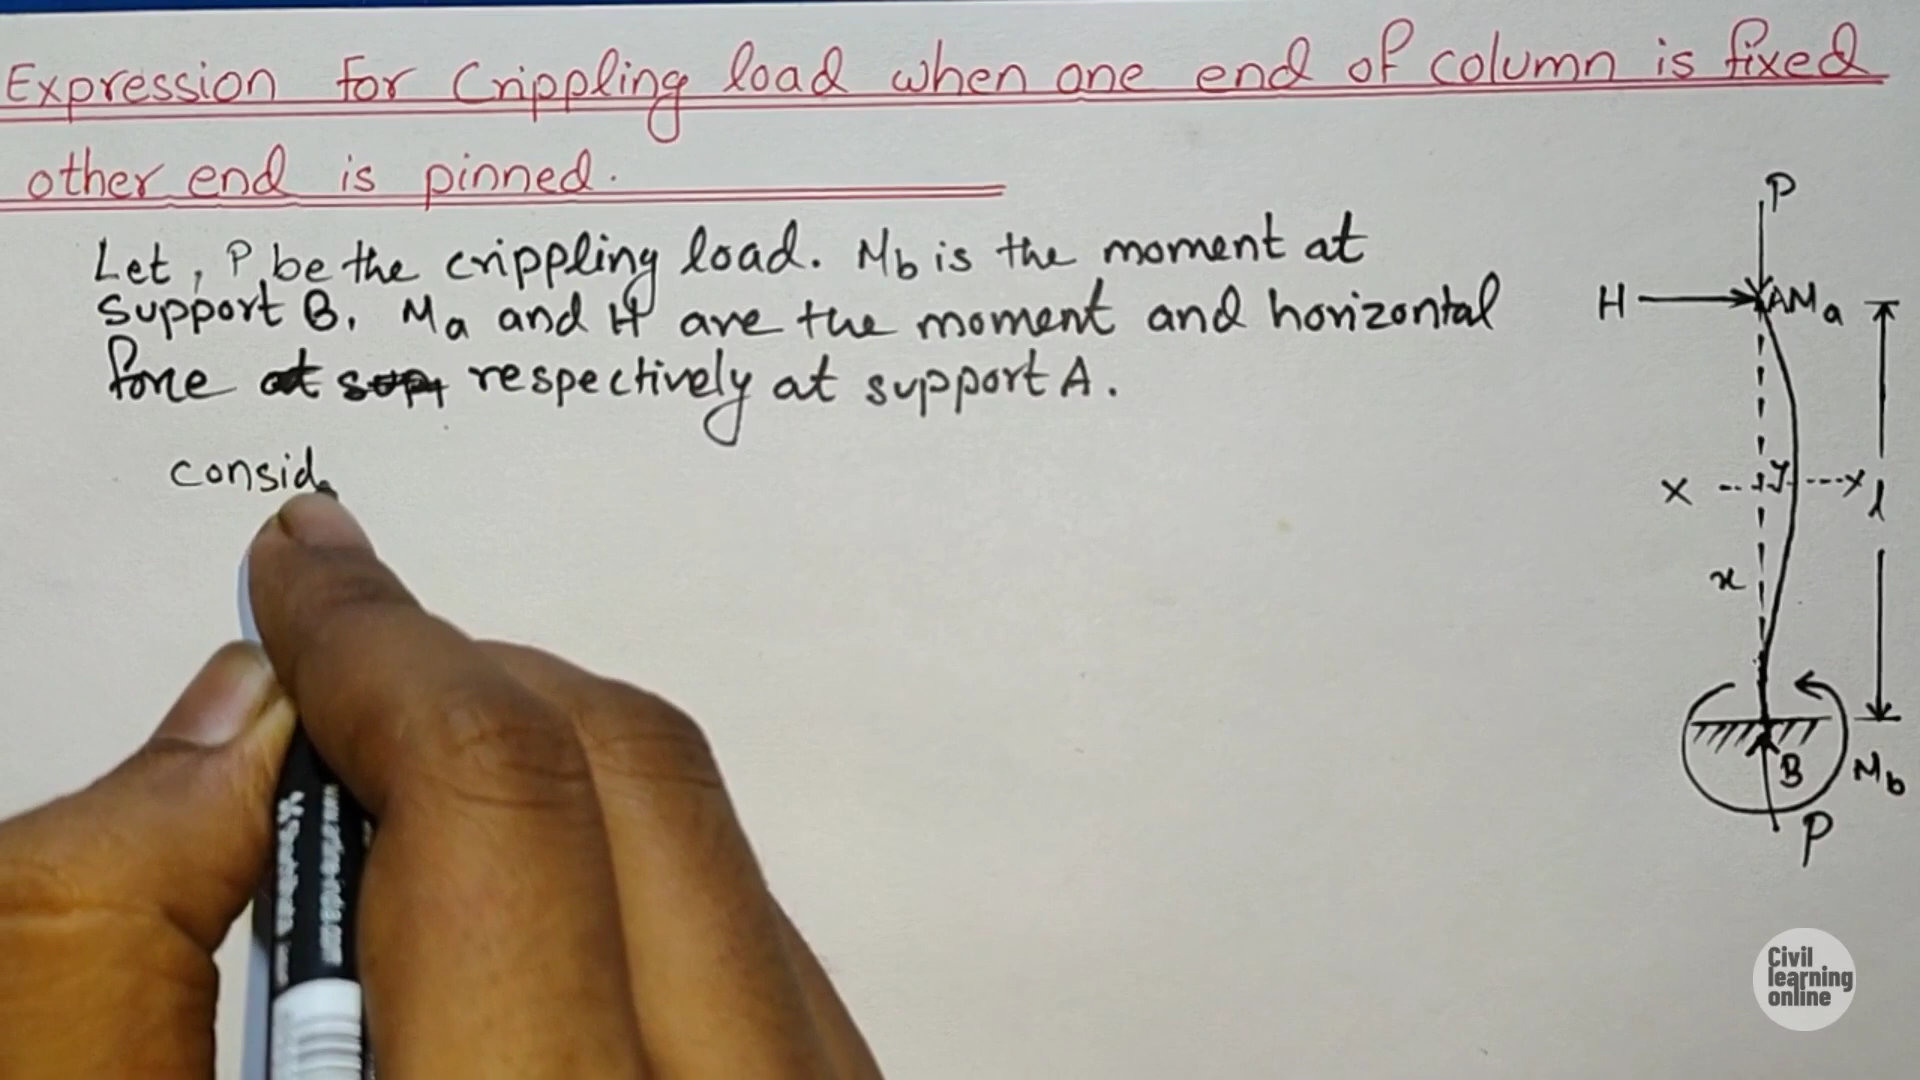 Expression for Crippling load when one end of column is fixed
other end is pinned.
Let, P be the crippling load. Mb is the moment at
support B. Ma and H are the moment and horizontal
force at sup respectively at support A.
consid
P
H
A Ma
X
y
X
l
x
B
Mb
P
Civil
learning
online